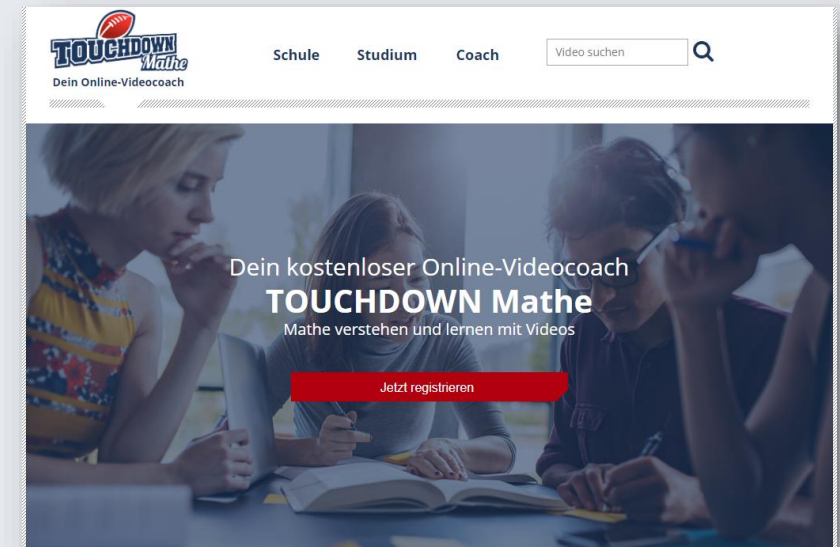 TOUCHDOWN
Mathe
Dein Online-Videocoach
Schule Studium Coach Video suchen
Dein kostenloser Online-Videocoach
TOUCHDOWN Mathe
Mathe verstehen und lernen mit Videos
Jetzt registrieren